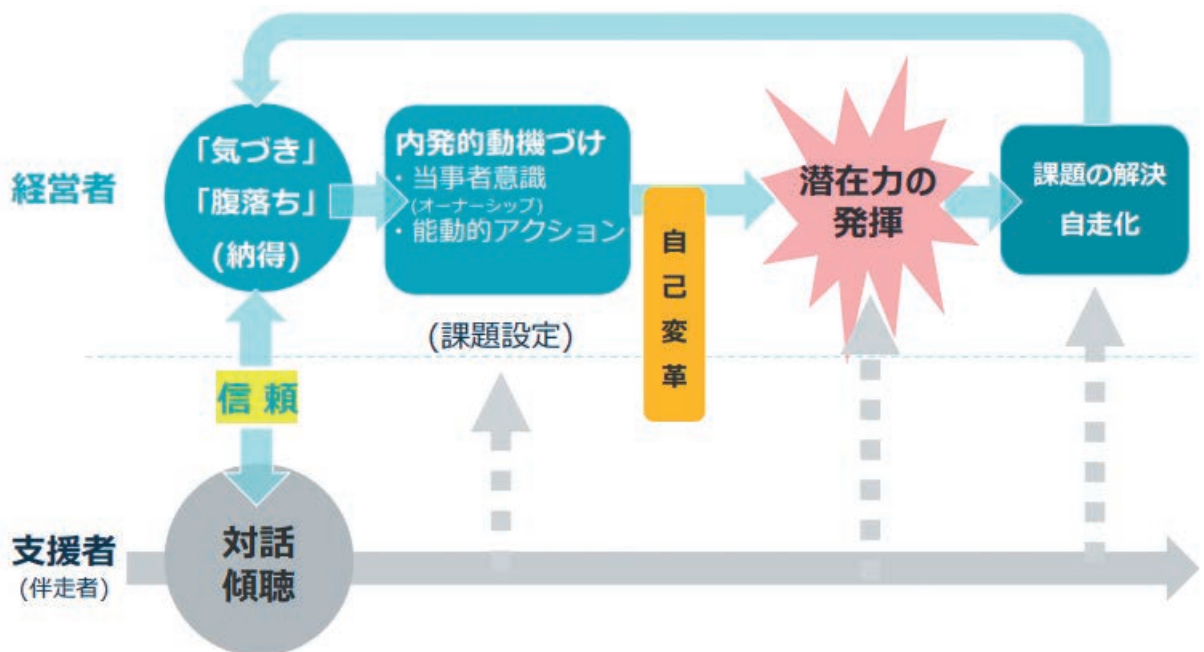 経営者
「気づき」
「腹落ち」
(納得)
内発的動機づけ
・当事者意識
(オーナーシップ)
・能動的アクション
(課題設定)
自己変革
潜在力の
発揮
課題の解決
自走化
信頼
支援者
(伴走者)
対話
傾聴